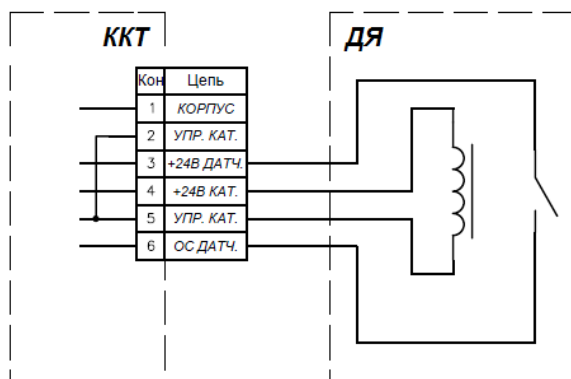 ККТ
ДЯ
Кон Цепь
1 КОРПУС
2 УПР. КАТ.
3 +24В ДАТЧ.
4 +24В КАТ.
5 УПР. КАТ.
6 ОС ДАТЧ.